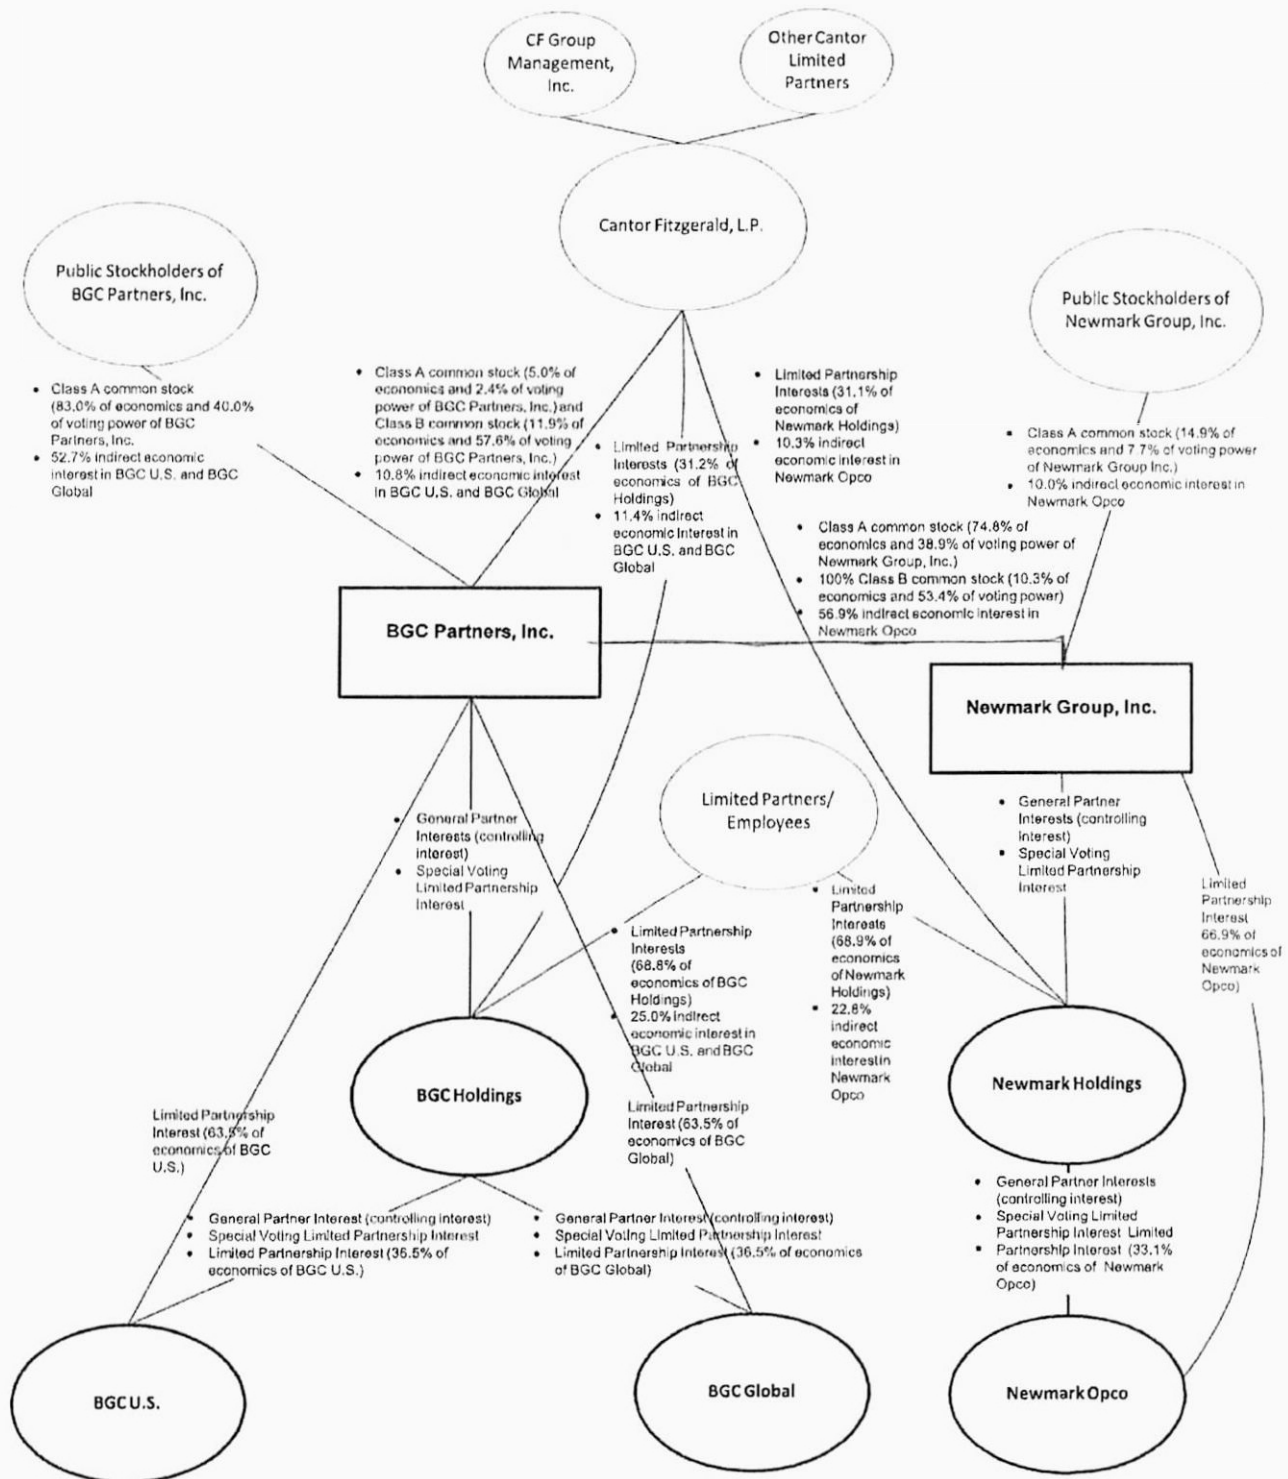 CF Group
Management,
Inc.
Other Cantor
Limited
Partners
Cantor Fitzgerald, L.P.
Public Stockholders of
BGC Partners, Inc.
Public Stockholders of
Newmark Group, Inc.
• Class A common stock
(83.0% of economics and 40.0%
of voting power of BGC
Partners, Inc.
• 52.7% indirect economic
interest in BGC U.S. and BGC
Global
• Class A common stock (5.0% of
economics and 2.4% of voting
power of BGC Partners, Inc.) and
Class B common stock (11.9% of
economics and 57.6% of voting
power of BGC Partners, Inc.)
• 10.8% indirect economic interest
in BGC U.S. and BGC Global
• Limited Partnership
Interests (31.2% of
economics of BGC
Holdings)
• 11.4% indirect
economic Interest in
BGC U.S. and BGC
Global
• Limited Partnership
Interests (31.1% of
economics of
Newmark Holdings)
• 10.3% indirect
economic interest in
Newmark Opco
• Class A common stock (14.9% of
economics and 7.7% of voting power
of Newmark Group Inc.)
• 10.0% indirect economic interest in
Newmark Opco
• Class A common stock (74.8% of
economics and 38.9% of voting power of
Newmark Group, Inc.)
• 100% Class B common stock (10.3% of
economics and 53.4% of voting power)
• 56.9% indirect economic interest in
Newmark Opco
BGC Partners, Inc.
Newmark Group, Inc.
Limited Partners/
Employees
• General Partner
Interests (controlling
interest)
• Special Voting
Limited Partnership
Interest
• General Partner
Interests (controlling
interest)
• Special Voting
Limited Partnership
Interest
Limited
Partnership
Interest
66.9% of
economics of
Newmark
Opco)
• Limited Partnership
Interests
(68.8% of
economics of BGC
Holdings)
• 25.0% indirect
economic interest in
BGC U.S. and BGC
Global
• Limited
Partnership
Interests
(68.9% of
economics
of Newmark
Holdings)
• 22.8%
indirect
economic
interest in
Newmark
Opco
BGC Holdings
Newmark Holdings
Limited Partnership
Interest (63.5% of
economics of BGC
U.S.)
Limited Partnership
Interest (63.5% of
economics of BGC
Global)
• General Partner Interest (controlling interest)
• Special Voting Limited Partnership Interest
• Limited Partnership Interest (36.5% of
economics of BGC U.S.)
• General Partner Interest (controlling interest)
• Special Voting Limited Partnership Interest
• Limited Partnership Interest (36.5% of economics
of BGC Global)
• General Partner Interests
(controlling interest)
• Special Voting Limited
Partnership Interest Limited
• Partnership Interest (33.1%
of economics of Newmark
Opco)
BGC U.S.
BGC Global
Newmark Opco